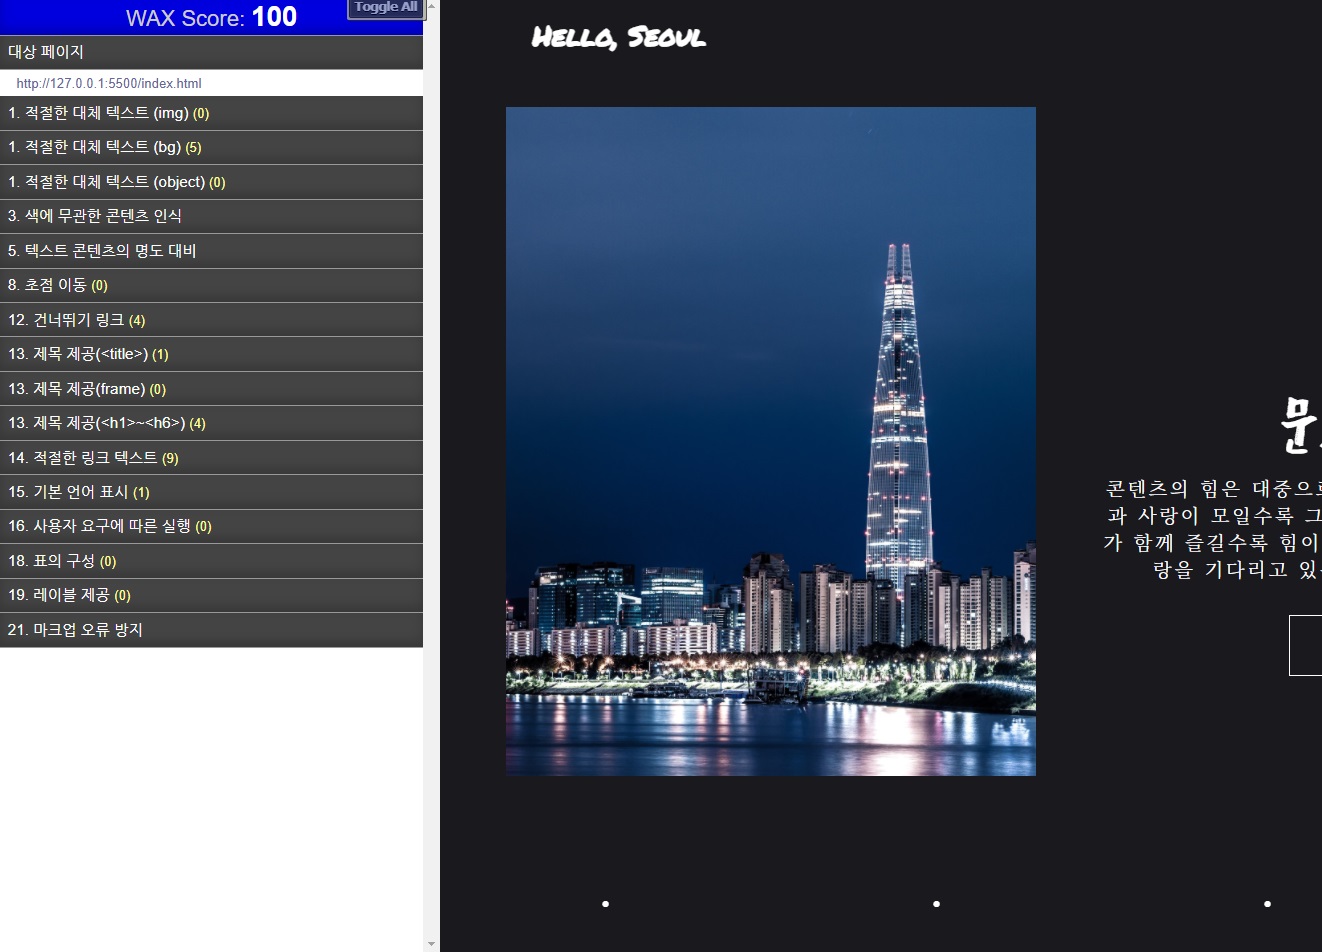 WAX Score: 100
Toggle All
대상 페이지
http://127.0.0.1:5500/index.html
1. 적절한 대체 텍스트 (img) (0)
1. 적절한 대체 텍스트 (bg) (5)
1. 적절한 대체 텍스트 (object) (0)
3. 색에 무관한 콘텐츠 인식
5. 텍스트 콘텐츠의 명도 대비
8. 초점 이동 (0)
12. 건너뛰기 링크 (4)
13. 제목 제공(<title>) (1)
13. 제목 제공(frame) (0)
13. 제목 제공(<h1>~<h6>) (4)
14. 적절한 링크 텍스트 (9)
15. 기본 언어 표시 (1)
16. 사용자 요구에 따른 실행 (0)
18. 표의 구성 (0)
19. 레이블 제공 (0)
21. 마크업 오류 방지
Hello, Seoul
문
콘텐츠의 힘은 대중으
과 사랑이 모일수록 그
가 함께 즐길수록 힘이
랑을 기다리고 있